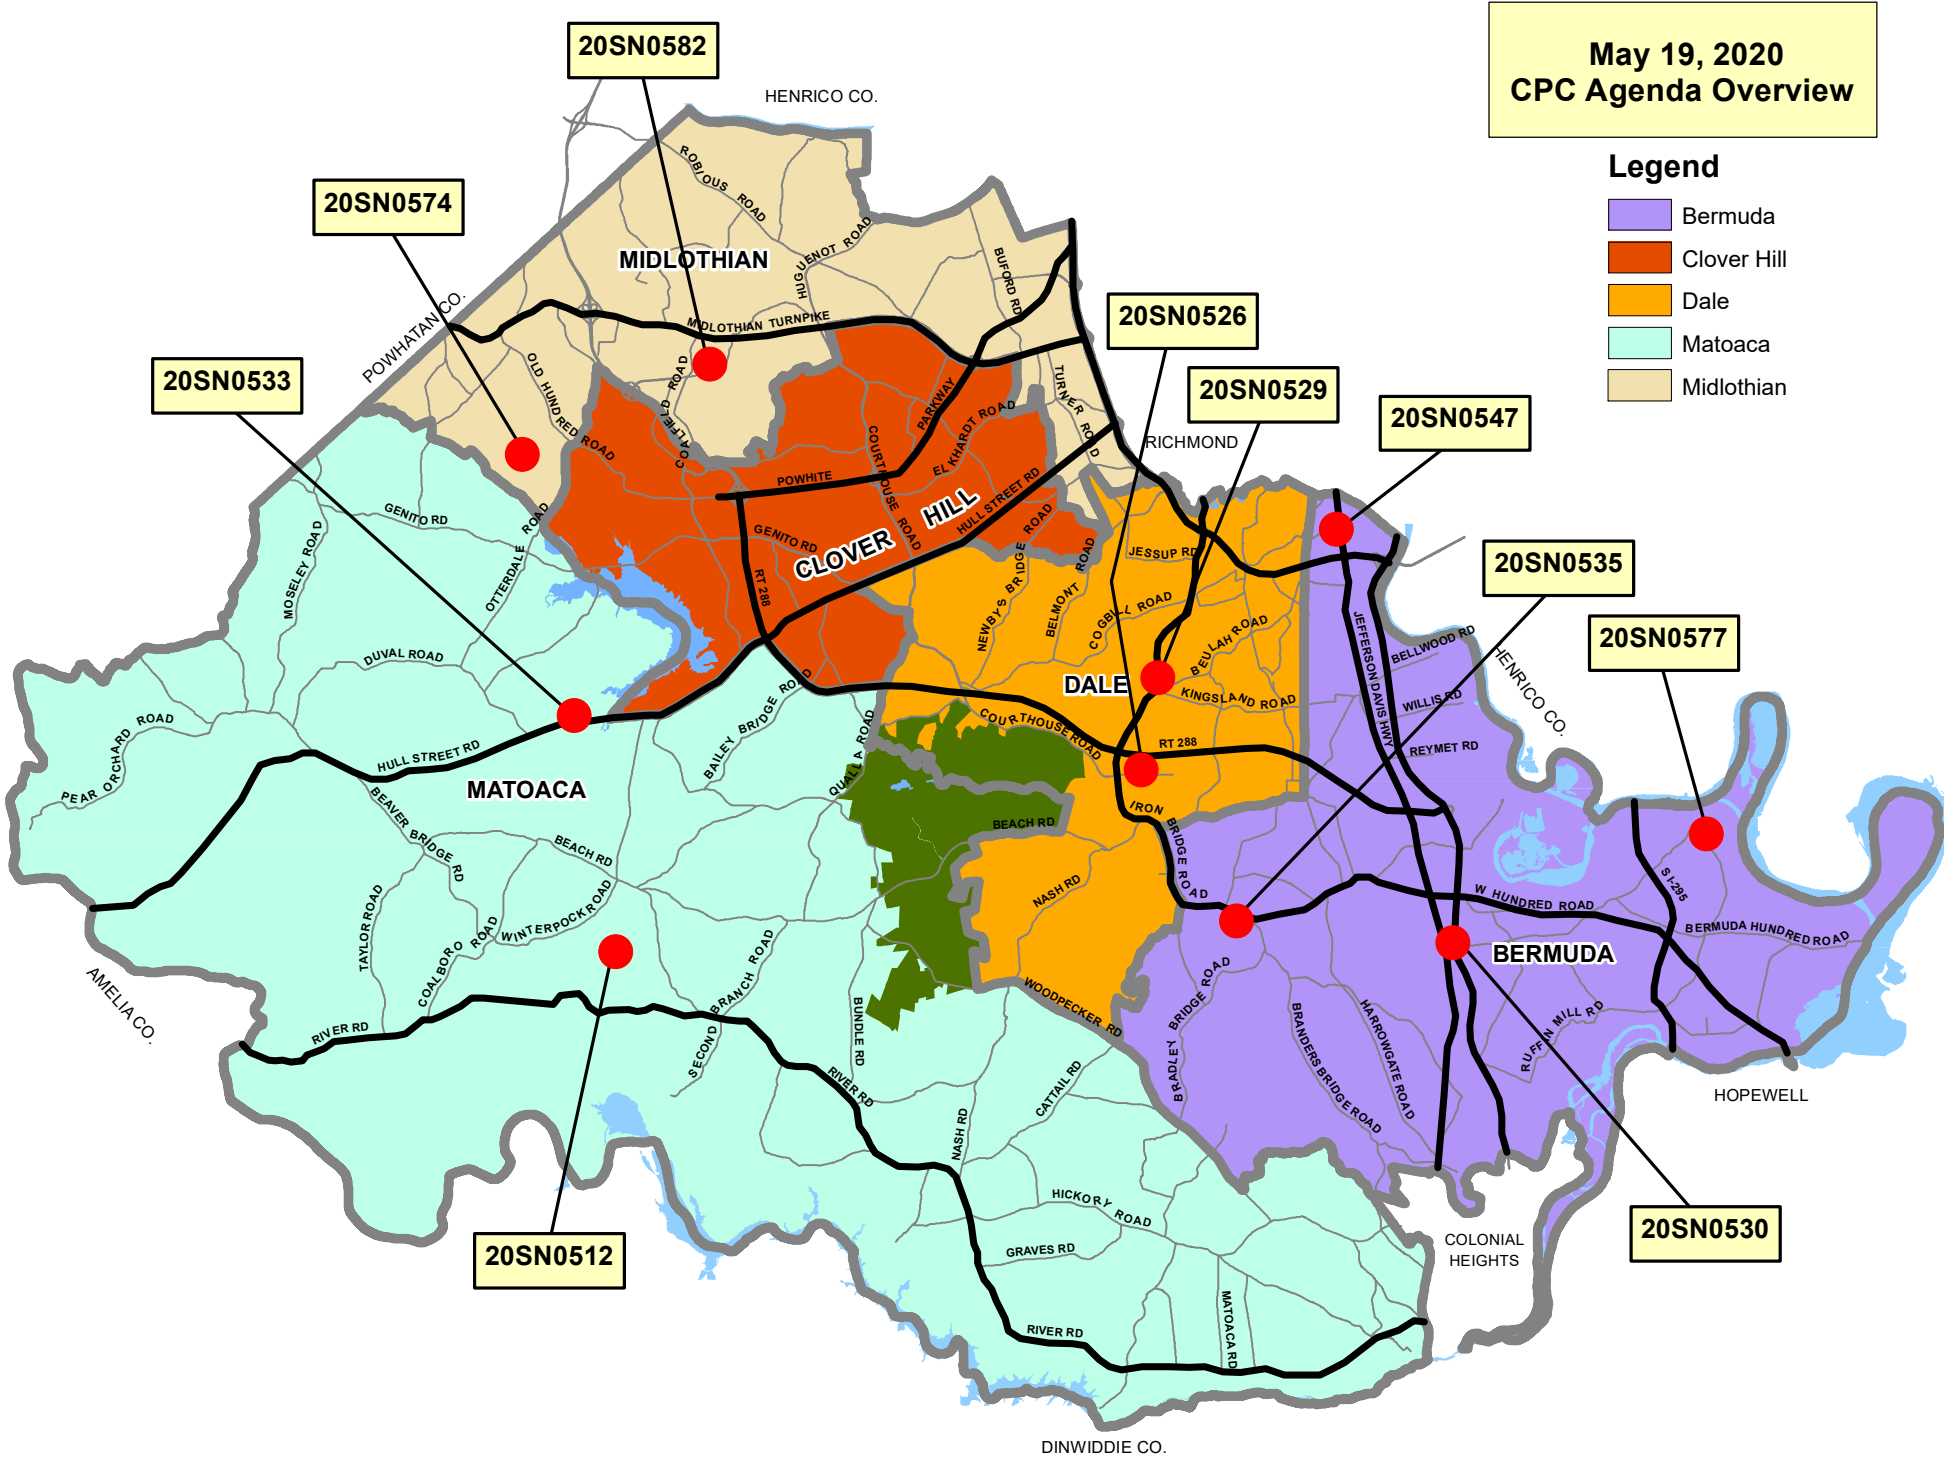 May 19, 2020
CPC Agenda Overview
Legend
Bermuda
Clover Hill
Dale
Matoaca
Midlothian
20SN0582
HENRICO CO.
20SN0574
ROBIOUS ROAD
MIDLOTHIAN
HUGUENOT ROAD
BUFORD RD
POWHATAN CO.
MIDLOTHIAN TURNPIKE
20SN0526
20SN0533
OLD HUNDRED ROAD
COALFIELD ROAD
TURNER ROAD
20SN0529
20SN0547
PARKWAY
ELKHARDT ROAD
COURTHOUSE ROAD
RICHMOND
POWHITE
HULL STREET RD
CLOVER HILL
GENITO RD
GENITO RD
MOSELEY ROAD
OTTERDALE ROAD
RT 288
NEWBYS BRIDGE ROAD
BELMONT ROAD
JESSUP RD
COGBILL ROAD
BEULAH ROAD
20SN0535
JEFFERSON DAVIS HWY
BELLWOOD RD
20SN0577
HENRICO CO.
DUVAL ROAD
DALE
KINGSLAND ROAD
WILLIS RD
PEAR ORCHARD ROAD
HULL STREET RD
BAILEY BRIDGE ROAD
QUALLA ROAD
COURTHOUSE ROAD
RT 288
REYMET RD
MATOACA
BEAVER BRIDGE RD
BEACH RD
BEACH RD
IRON BRIDGE ROAD
NASH RD
S I-295
W HUNDRED ROAD
BERMUDA HUNDRED ROAD
TAYLOR ROAD
COALBORO ROAD
WINTERPOCK ROAD
BERMUDA
AMELIA CO.
RIVER RD
SECOND BRANCH ROAD
BUNDLE RD
WOODPECKER RD
BRADLEY BRIDGE ROAD
BRANDERS BRIDGE ROAD
HARROWGATE ROAD
RUFFIN MILL RD
RIVER RD
CATTAIL RD
NASH RD
HOPEWELL
HICKORY ROAD
GRAVES RD
20SN0512
COLONIAL
HEIGHTS
20SN0530
RIVER RD
MATOACA RD
DINWIDDIE CO.